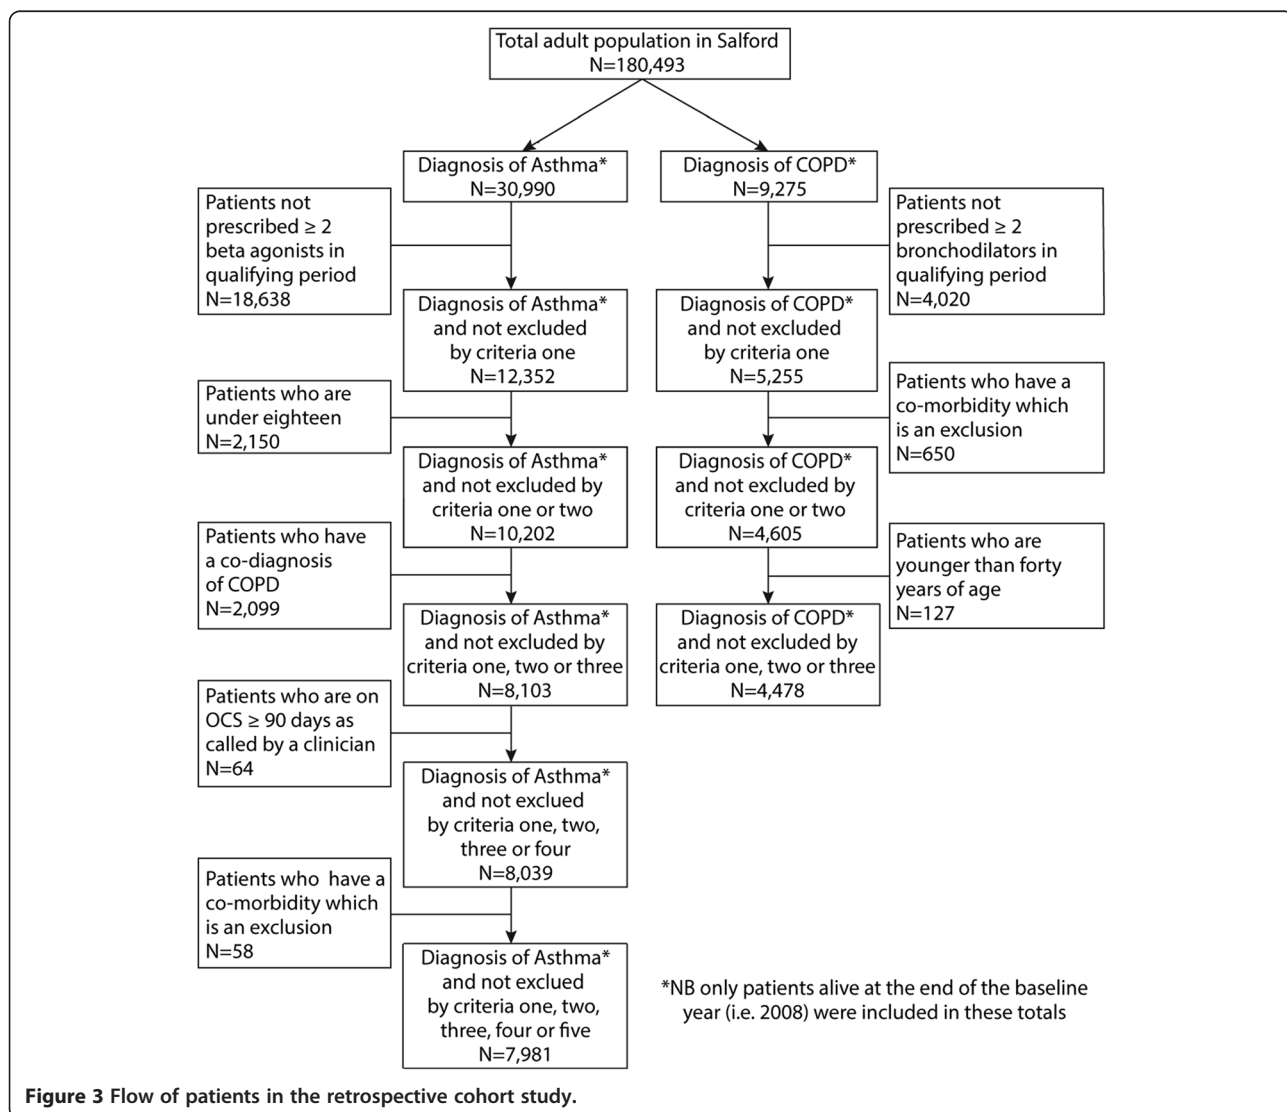 Total adult population in Salford
N=180,493
Diagnosis of Asthma*
N=30,990
Diagnosis of COPD*
N=9,275
Patients not
prescribed ≥ 2
beta agonists in
qualifying period
N=18,638
Patients not
prescribed ≥ 2
bronchodilators in
qualifying period
N=4,020
Diagnosis of Asthma*
and not excluded
by criteria one
N=12,352
Diagnosis of COPD*
and not excluded
by criteria one
N=5,255
Patients who are
under eighteen
N=2,150
Patients who have a
co-morbidity which
is an exclusion
N=650
Diagnosis of Asthma*
and not excluded by
criteria one or two
N=10,202
Diagnosis of COPD*
and not excluded by
criteria one or two
N=4,605
Patients who have
a co-diagnosis
of COPD
N=2,099
Patients who are
younger than forty
years of age
N=127
Diagnosis of Asthma*
and not excluded by
criteria one, two or three
N=8,103
Diagnosis of COPD*
and not excluded by
criteria one, two or three
N=4,478
Patients who are on
OCS ≥ 90 days as
called by a clinician
N=64
Diagnosis of Asthma*
and not exclued
by criteria one, two,
three or four
N=8,039
Patients who have a
co-morbidity which
is an exclusion
N=58
Diagnosis of Asthma*
and not exclued
by criteria one, two,
three, four or five
N=7,981
*NB only patients alive at the end of the baseline
year (i.e. 2008) were included in these totals
Figure 3 Flow of patients in the retrospective cohort study.